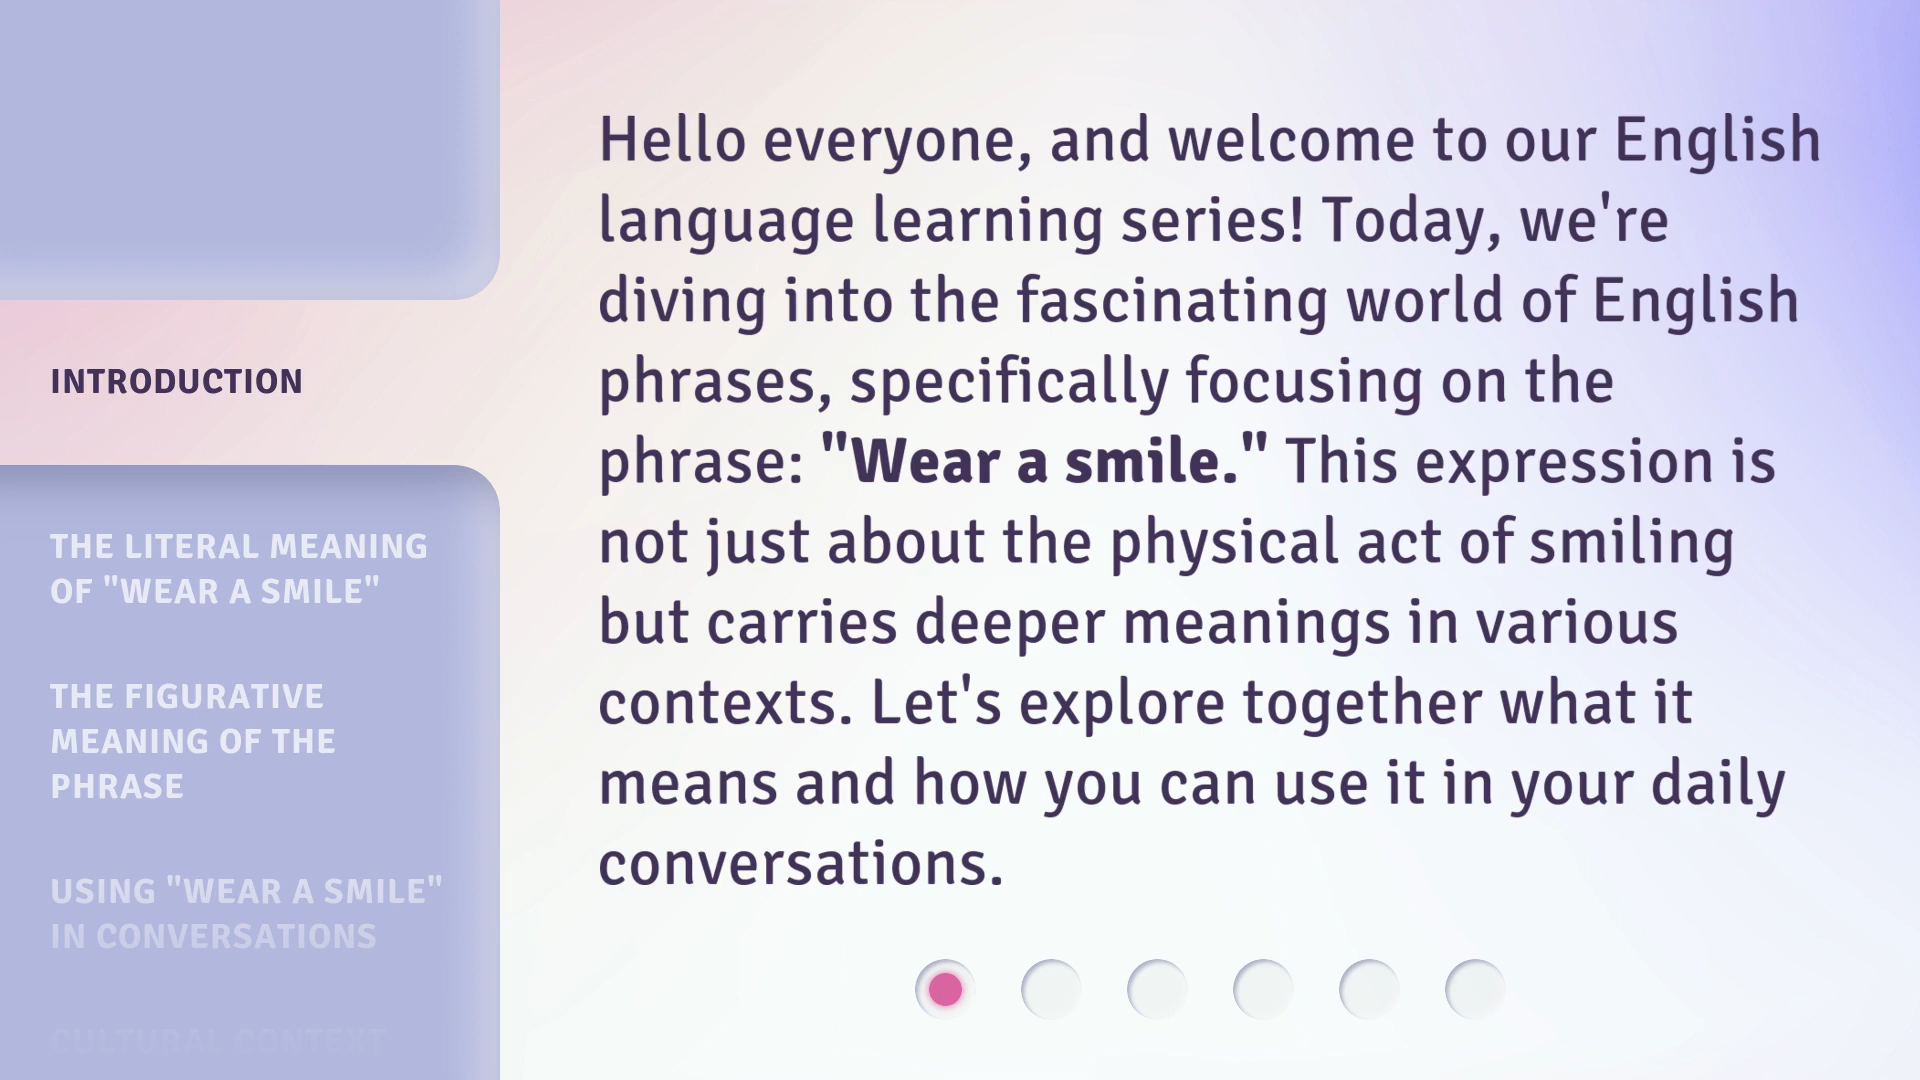 INTRODUCTION
THE LITERAL MEANING
OF "WEAR A SMILE"
THE FIGURATIVE
MEANING OF THE
PHRASE
USING "WEAR A SMILE"
IN CONVERSATIONS
CULTURAL CONTEXT
Hello everyone, and welcome to our English
language learning series! Today, we're
diving into the fascinating world of English
phrases, specifically focusing on the
phrase: "Wear a smile." This expression is
not just about the physical act of smiling
but carries deeper meanings in various
contexts. Let's explore together what it
means and how you can use it in your daily
conversations.